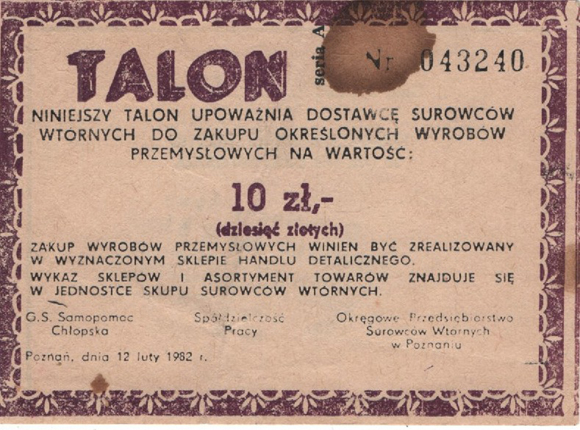 TALON
seria A
Nr 043240
NINIEJSZY TALON UPOWAŻNIA DOSTAWCĘ SUROWCÓW
WTÓRNYCH DO ZAKUPU OKREŚLONYCH WYROBÓW
PRZEMYSŁOWYCH NA WARTOŚĆ:
10 zł,-
(dziesięć złotych)
ZAKUP WYROBÓW PRZEMYSŁOWYCH WINIEN BYĆ ZREALIZOWANY
W WYZNACZONYM SKLEPIE HANDLU DETALICZNEGO.
WYKAZ SKLEPÓW I ASORTYMENT TOWARÓW ZNAJDUJE SIĘ
W JEDNOSTCE SKUPU SUROWCÓW WTÓRNYCH.
G.S. Samopomoc
Chłopska
Spółdzielczość
Pracy
Okręgowe Przedsiębiorstwo
Surowców Wtórnych
w Poznaniu
Poznań, dnia 12 luty 1982 r.